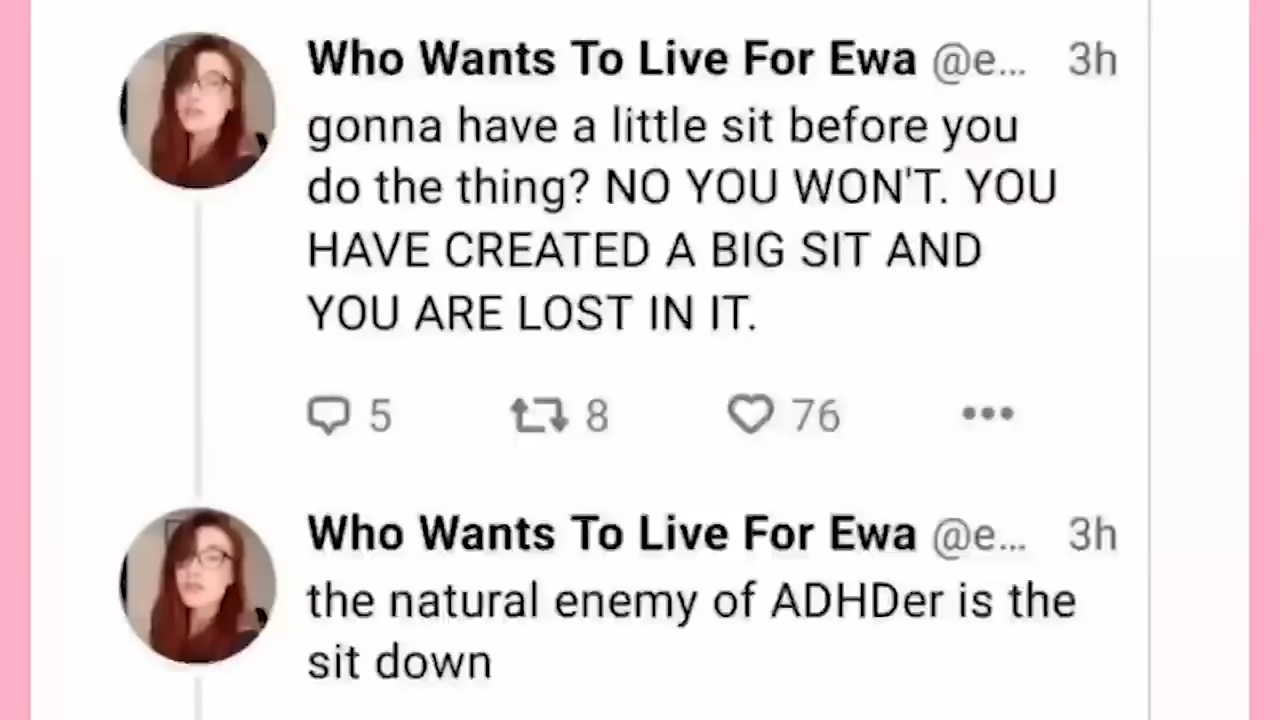 Who Wants To Live For Ewa @e... 3h
gonna have a little sit before you
do the thing? NO YOU WON'T. YOU
HAVE CREATED A BIG SIT AND
YOU ARE LOST IN IT.
5 8 76
Who Wants To Live For Ewa @e... 3h
the natural enemy of ADHDer is the
sit down